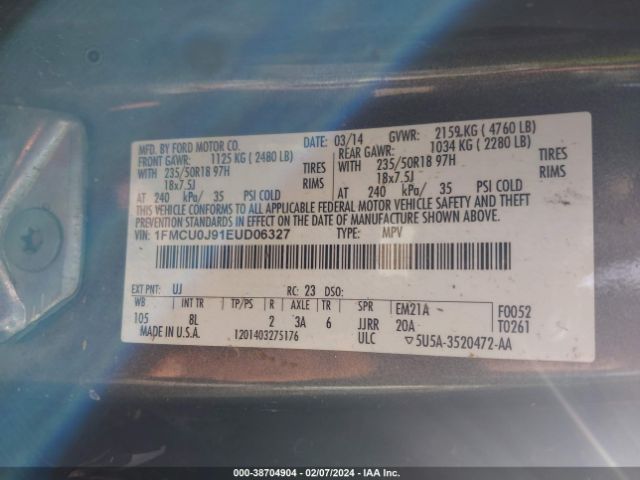 MFD. BY FORD MOTOR CO.
DATE: 03/14 GVWR: 2159 KG ( 4760 LB)
FRONT GAWR: 1125 KG ( 2480 LB)
REAR GAWR: 1034 KG ( 2280 LB)
WITH 235/50R18 97H TIRES
WITH 235/50R18 97H TIRES
18x7.5J RIMS
18x7.5J RIMS
AT 240 kPa/ 35 PSI COLD
AT 240 kPa/ 35 PSI COLD
THIS VEHICLE CONFORMS TO ALL APPLICABLE FEDERAL MOTOR VEHICLE SAFETY AND THEFT
PREVENTION STANDARDS IN EFFECT ON THE DATE OF MANUFACTURE SHOWN ABOVE.
VIN: 1FMCU0J91EUD06327 TYPE: MPV
EXT PNT: UJ RC: 23 DSO:
WB INT TR TP/PS R AXLE TR SPR EM21A F0052
105 8L 2 3A 6 JJRR 20A T0261
MADE IN U.S.A. 1201403275176 ULC ▽5U5A-3520472-AA
000-38704904 - 02/07/2024 - IAA Inc.